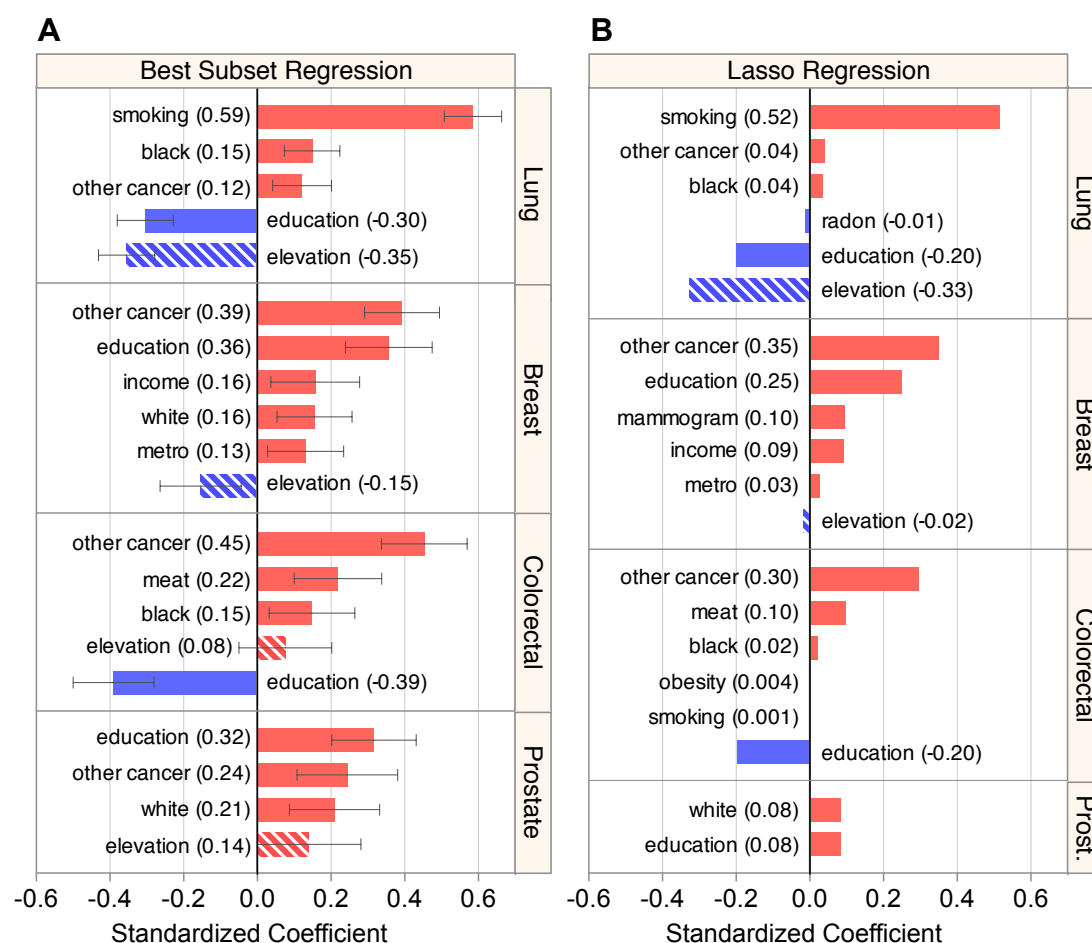 A
Best Subset Regression
Lung
smoking (0.59)
black (0.15)
other cancer (0.12)
education (-0.30)
elevation (-0.35)
Breast
other cancer (0.39)
education (0.36)
income (0.16)
white (0.16)
metro (0.13)
elevation (-0.15)
Colorectal
other cancer (0.45)
meat (0.22)
black (0.15)
elevation (0.08)
education (-0.39)
Prostate
education (0.32)
other cancer (0.24)
white (0.21)
elevation (0.14)
-0.6 -0.4 -0.2 0.0 0.2 0.4 0.6
Standardized Coefficient
B
Lasso Regression
Lung
smoking (0.52)
other cancer (0.04)
black (0.04)
radon (-0.01)
education (-0.20)
elevation (-0.33)
Breast
other cancer (0.35)
education (0.25)
mammogram (0.10)
income (0.09)
metro (0.03)
elevation (-0.02)
Colorectal
other cancer (0.30)
meat (0.10)
black (0.02)
obesity (0.004)
smoking (0.001)
education (-0.20)
Prost.
white (0.08)
education (0.08)
-0.6 -0.4 -0.2 0.0 0.2 0.4 0.6
Standardized Coefficient